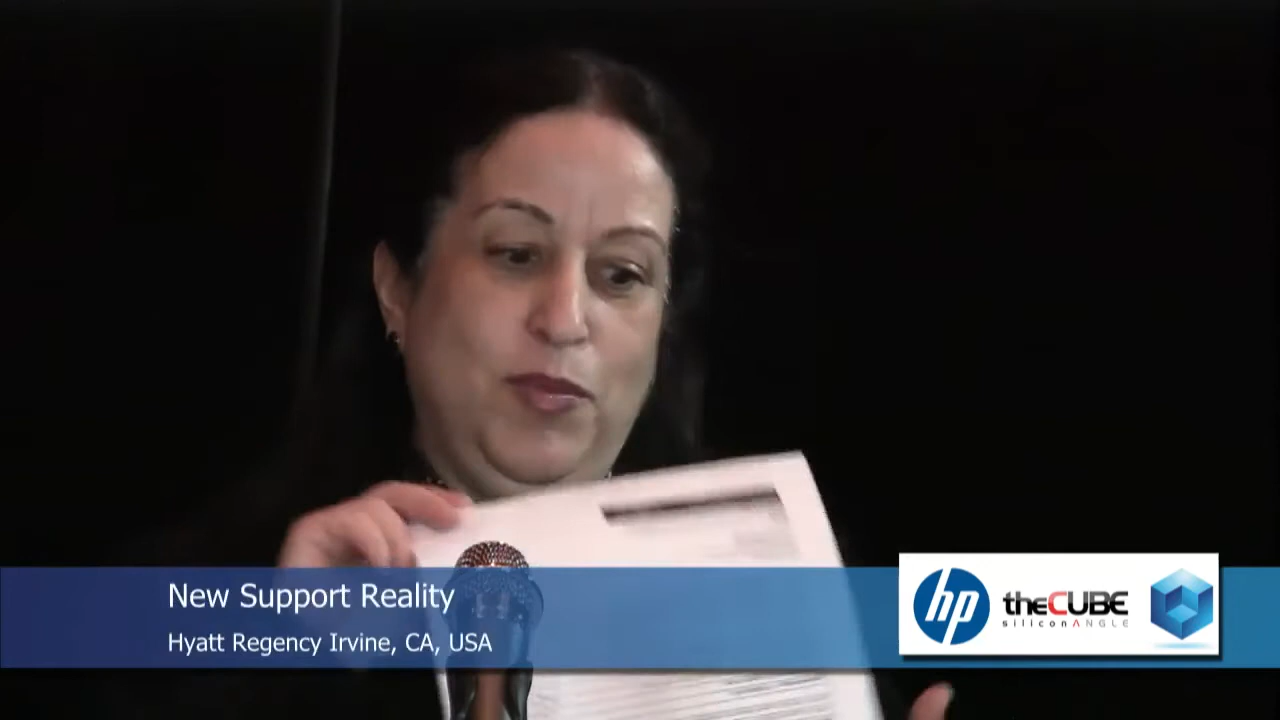 New Support Reality
Hyatt Regency Irvine, CA, USA
hp
theCUBE
siliconANGLE